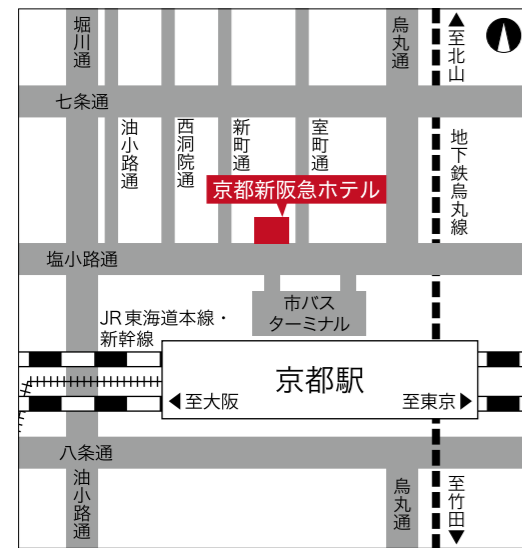 堀川通
烏丸通
▲至北山
七条通
油小路通
西洞院通
新町通
室町通
地下鉄烏丸線
京都新阪急ホテル
塩小路通
市バス
ターミナル
JR東海道本線・
新幹線
京都駅
◀至大阪
至東京▶
八条通
油小路通
烏丸通
至竹田▼